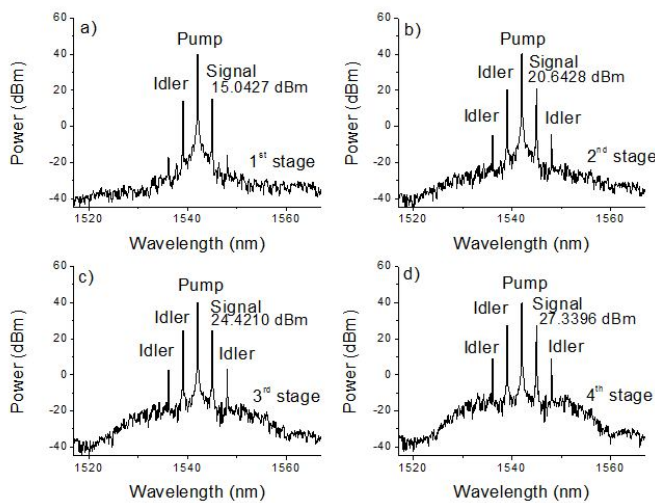 a)
Pump
Idler
Signal
15.0427 dBm
1st stage
Power (dBm)
60
40
20
0
-20
-40
1520
1540
1560
Wavelength (nm)
b)
Pump
Idler
Signal
20.6428 dBm
Idler
Idler
2nd stage
Power (dBm)
60
40
20
0
-20
-40
1520
1540
1560
Wavelength (nm)
c)
Pump
Idler
Signal
24.4210 dBm
Idler
Idler
3rd stage
Power (dBm)
60
40
20
0
-20
-40
1520
1540
1560
Wavelength (nm)
d)
Pump
Idler
Signal
27.3396 dBm
Idler
Idler
4th stage
Power (dBm)
60
40
20
0
-20
-40
1520
1540
1560
Wavelength (nm)